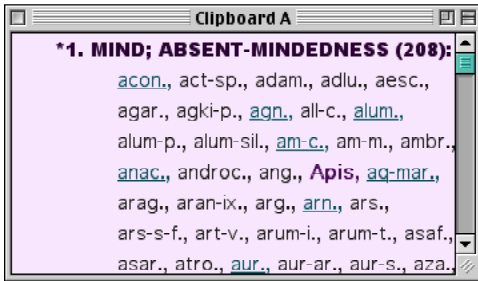 Clipboard A
*1. MIND; ABSENT-MINDEDNESS (208):
acon., act-sp., adam., adlu., aesc.,
agar., agki-p., agn., all-c., alum.,
alum-p., alum-sil., am-c., am-m., ambr.,
anac., androc., ang., Apis, aq-mar.,
arag., aran-ix., arg., arn., ars.,
ars-s-f., art-v., arum-i., arum-t., asaf.,
asar., atro., aur., aur-ar., aur-s., aza.,